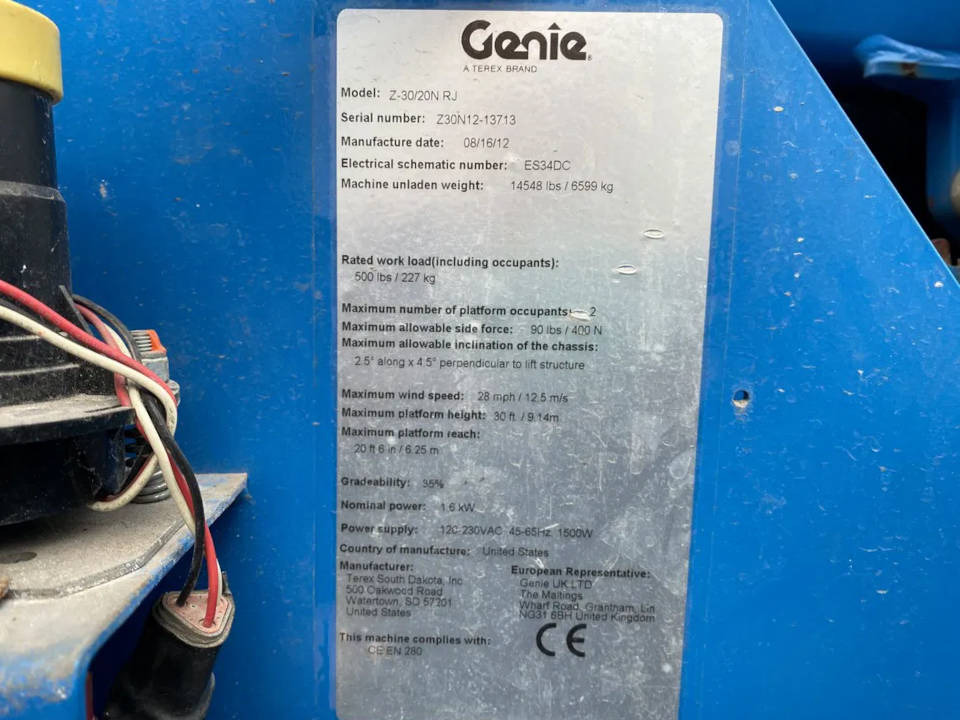 Genie
A TEREX BRAND
Model: Z-30/20N RJ
Serial number: Z30N12-13713
Manufacture date: 08/16/12
Electrical schematic number: ES34DC
Machine unladen weight: 14548 lbs / 6599 kg
Rated work load(including occupants):
500 lbs / 227 kg
Maximum number of platform occupants: 2
Maximum allowable side force: 90 lbs / 400 N
Maximum allowable inclination of the chassis:
2.5° along x 4.5° perpendicular to lift structure
Maximum wind speed: 28 mph / 12.5 m/s
Maximum platform height: 30 ft. / 9.14m
Maximum platform reach:
20 ft 6 in / 6.25 m
Gradeability: 35%
Nominal power: 1.6 kW
Power supply: 120-230VAC 45-65Hz 1500W
Country of manufacture: United States
Manufacturer:
Terex South Dakota, Inc
500 Oakwood Road
Watertown, SD 57201
United States
European Representative:
Genie UK LTD
The Maltings
Wharf Road, Grantham, Lin
NG31 6BH United Kingdom
This machine complies with:
CE EN 280
CE